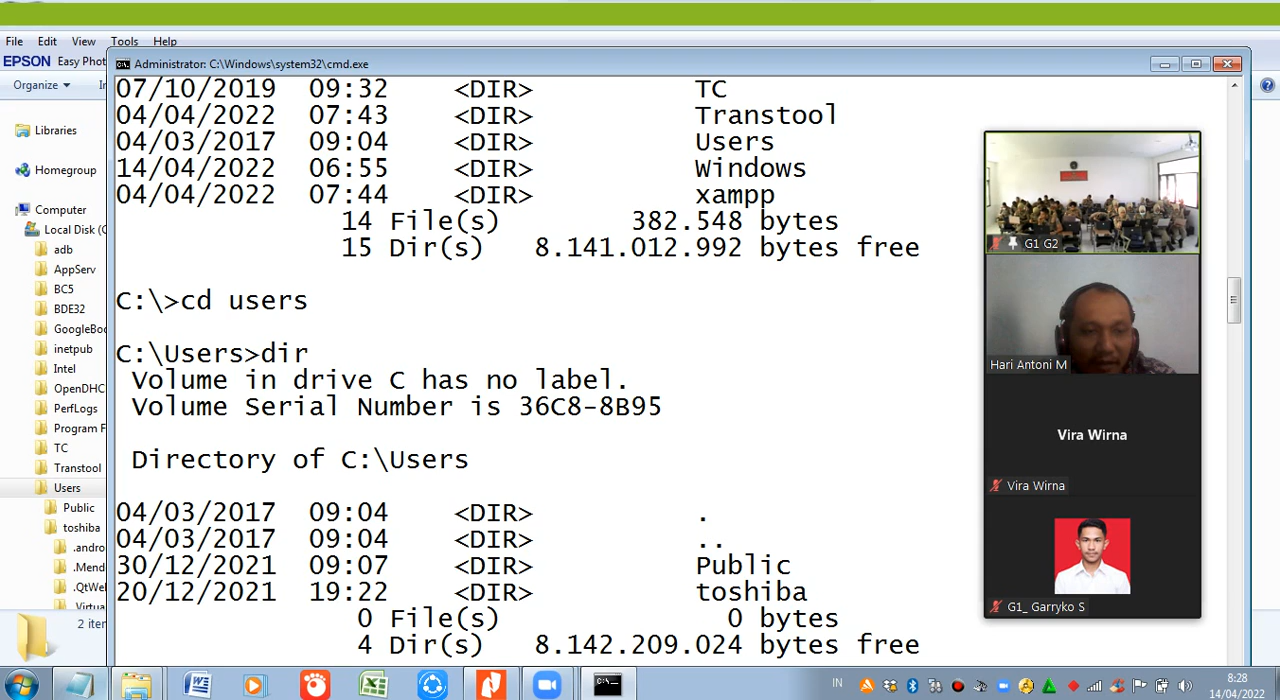 File Edit View Tools Help
EPSON Easy Phot
Organize
Libraries
Homegroup
Computer
Local Disk (C
adb
AppServ
BC5
BDE32
GoogleBoo
inetpub
Intel
OpenDHC
PerfLogs
Program F
TC
Transtool
Users
Public
toshiba
.andro
.Mend
.QtWel
Virtua
2 iter
Administrator: C:\Windows\system32\cmd.exe
07/10/2019 09:32 <DIR> TC
04/04/2022 07:43 <DIR> Transtool
04/03/2017 09:04 <DIR> Users
14/04/2022 06:55 <DIR> Windows
04/04/2022 07:44 <DIR> xampp
14 File(s) 382.548 bytes
15 Dir(s) 8.141.012.992 bytes free
C:\>cd users
C:\Users>dir
Volume in drive C has no label.
Volume Serial Number is 36C8-8B95
Directory of C:\Users
04/03/2017 09:04 <DIR> .
04/03/2017 09:04 <DIR> ..
30/12/2021 09:07 <DIR> Public
20/12/2021 19:22 <DIR> toshiba
0 File(s) 0 bytes
4 Dir(s) 8.142.209.024 bytes free
G1 G2
Hari Antoni M
Vira Wirna
Vira Wirna
G1_ Garryko S
IN
8:28
14/04/2022